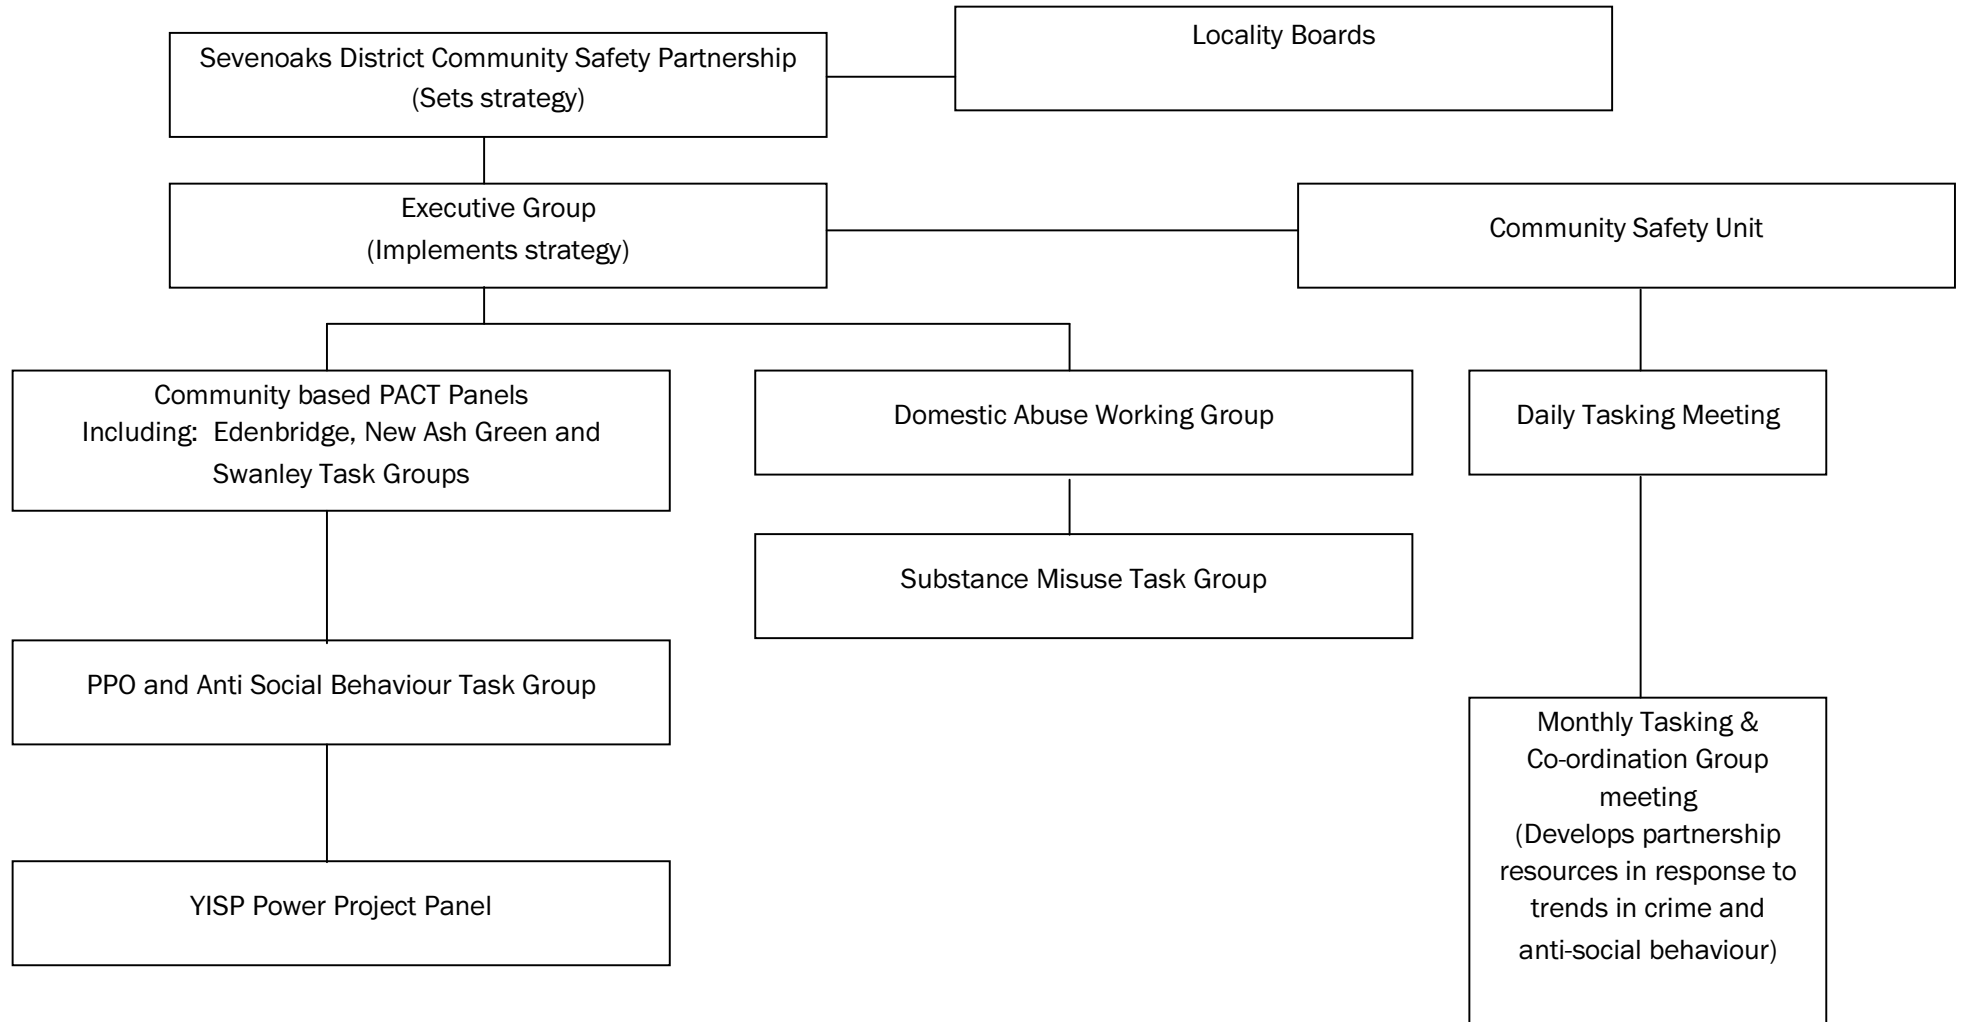 Sevenoaks District Community Safety Partnership
(Sets strategy)
Locality Boards
Executive Group
(Implements strategy)
Community Safety Unit
Community based PACT Panels
Including:  Edenbridge, New Ash Green and
Swanley Task Groups
Domestic Abuse Working Group
Daily Tasking Meeting
Substance Misuse Task Group
PPO and Anti Social Behaviour Task Group
YISP Power Project Panel
Monthly Tasking &
Co-ordination Group
meeting
(Develops partnership
resources in response to
trends in crime and
anti-social behaviour)